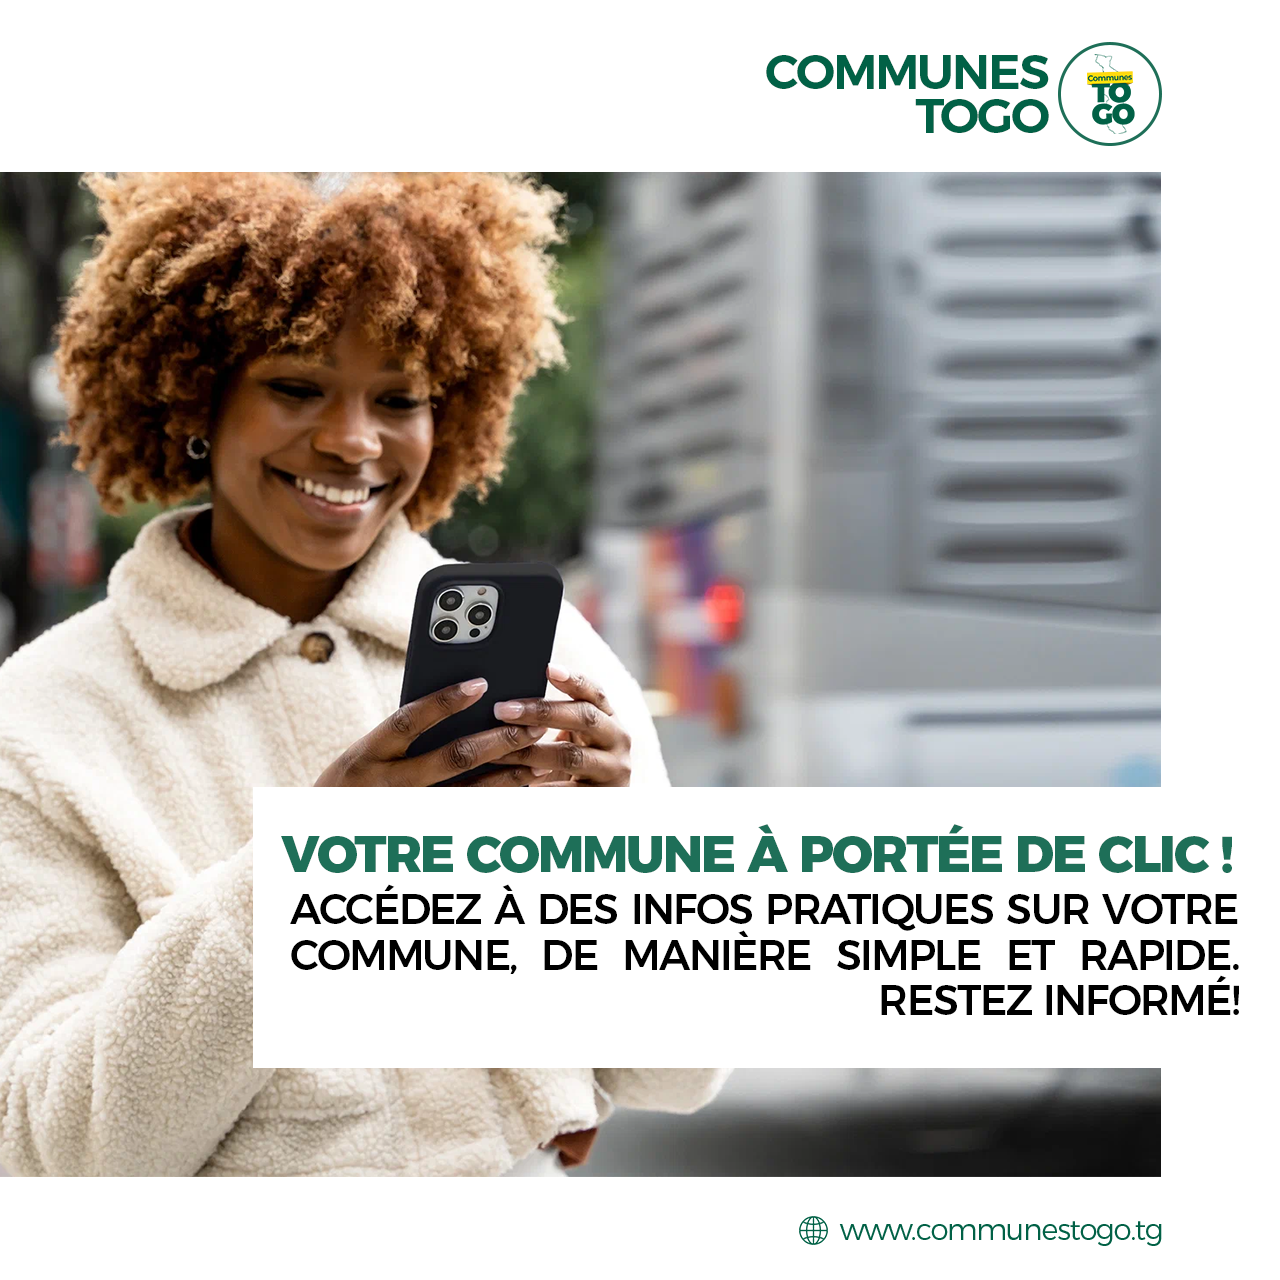 COMMUNES
TOGO
Communes
TO
GO
VOTRE COMMUNE À PORTÉE DE CLIC !
ACCÉDEZ À DES INFOS PRATIQUES SUR VOTRE
COMMUNE, DE MANIÈRE SIMPLE ET RAPIDE.
RESTEZ INFORMÉ!
www.communestogo.tg